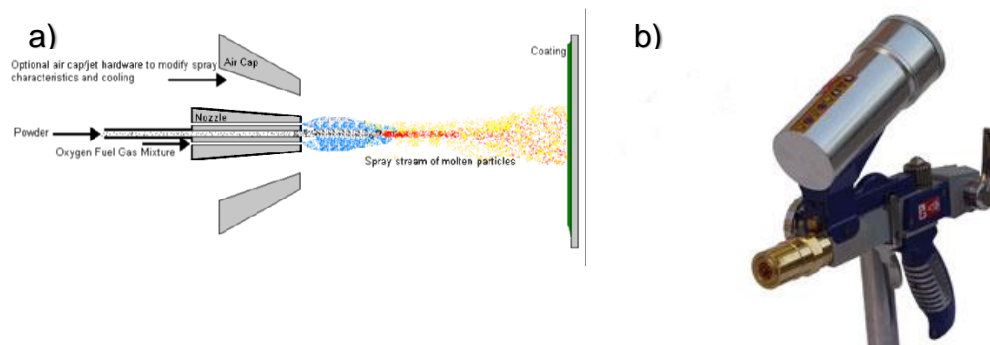 a)
Optional air cap/jet hardware to modify spray
characteristics and cooling
Air Cap
Coating
Nozzle
Powder
Oxygen Fuel Gas Mixture
Spray stream of molten particles
b)